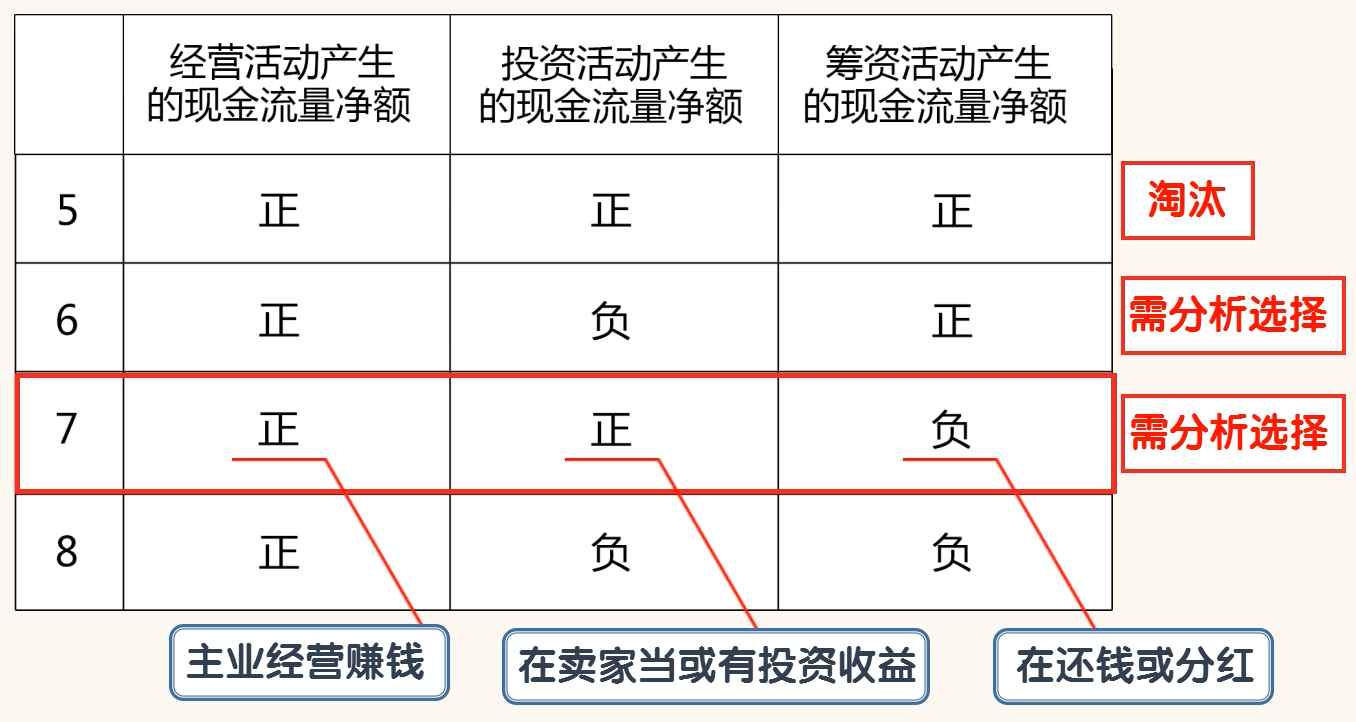 经营活动产生
的现金流量净额
投资活动产生
的现金流量净额
筹资活动产生
的现金流量净额
5 正 正 正 淘汰
6 正 负 正 需分析选择
7 正 正 负 需分析选择
8 正 负 负
主业经营赚钱
在卖家当或有投资收益
在还钱或分红